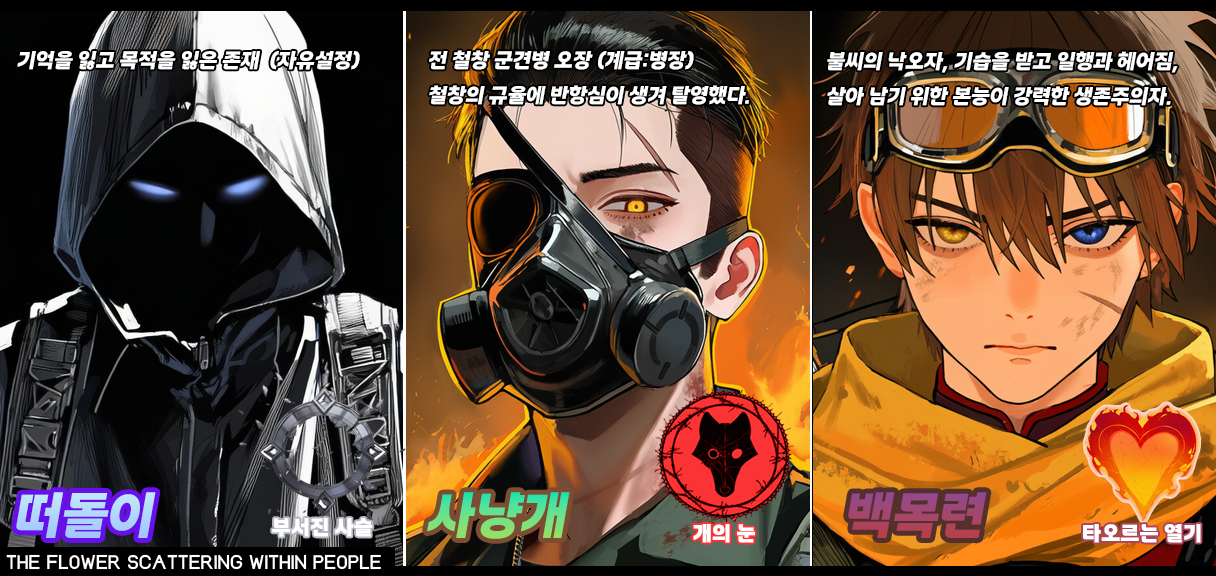 기억을 잃고 목적을 잃은 존재 (자유설정)
떠돌이
부서진 사슬
THE FLOWER SCATTERING WITHIN PEOPLE
전 철창 군견병 오장 (계급:병장)
철창의 규율에 반항심이 생겨 탈영했다.
사냥개
개의 눈
불씨의 낙오자, 기습을 받고 일행과 헤어짐,
살아 남기 위한 본능이 강력한 생존주의자.
백목련
타오르는 열기